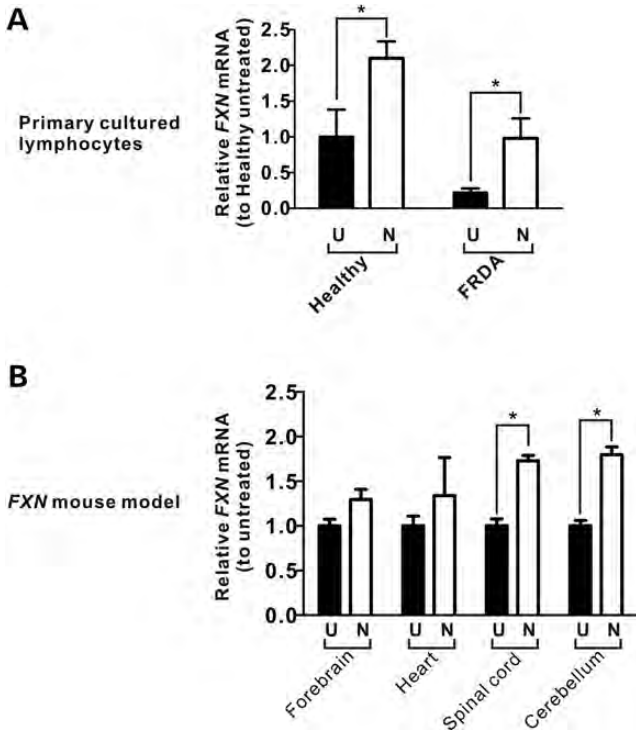 A
Primary cultured
lymphocytes
Relative FXN mRNA
(to Healthy untreated)
2.5
2.0
1.5
1.0
0.5
0.0
*
*
U N U N
Healthy FRDA
B
FXN mouse model
Relative FXN mRNA
(to untreated)
2.5
2.0
1.5
1.0
0.5
0.0
*
*
U N U N U N U N
Forebrain Heart Spinal cord Cerebellum